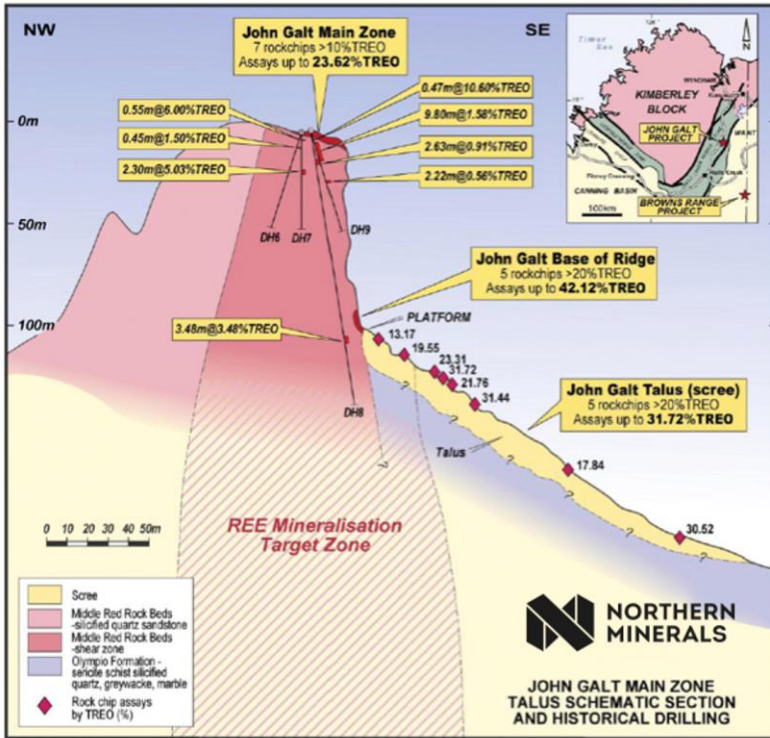 NW
SE
John Galt Main Zone
7 rockchips >10%TREO
Assays up to 23.62%TREO
0.55m@6.00%TREO
0.45m@1.50%TREO
2.30m@5.03%TREO
0.47m@10.60%TREO
9.80m@1.58%TREO
2.63m@0.91%TREO
2.22m@0.56%TREO
0m
50m
100m
DH6
DH7
DH9
DH8
3.48m@3.48%TREO
KIMBERLEY
BLOCK
JOHN GALT
PROJECT
CANNING BASIN
BROWNS RANGE
PROJECT
100km
N
John Galt Base of Ridge
5 rockchips >20%TREO
Assays up to 42.12%TREO
PLATFORM
13.17
19.55
23.31
31.72
21.76
31.44
17.84
30.52
John Galt Talus (scree)
5 rockchips >20%TREO
Assays up to 31.72%TREO
Talus
?
?
?
?
?
?
?
REE Mineralisation
Target Zone
0 10 20 30 40 50m
Scree
Middle Red Rock Beds
-silicified quartz sandstone
Middle Red Rock Beds
-shear zone
Olympio Formation -
sericite schist silicified
quartz, greywacke, marble
Rock chip assays
by TREO (%)
NORTHERN
MINERALS
JOHN GALT MAIN ZONE
TALUS SCHEMATIC SECTION
AND HISTORICAL DRILLING